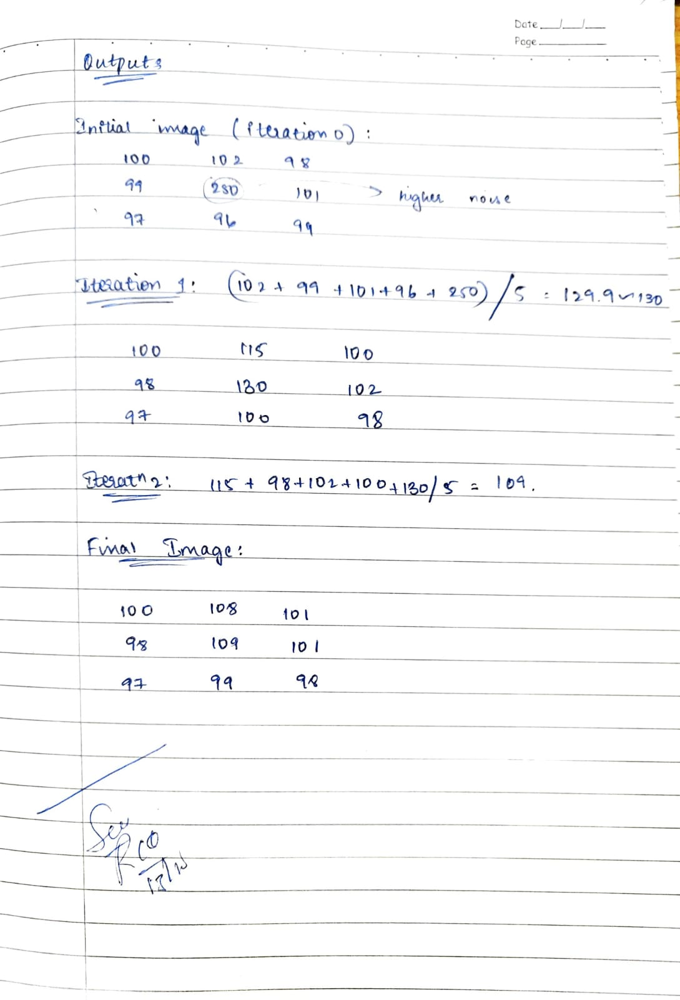 Date __/__/__
Page
Outputs
Initial image (iteration 0):
100 102 98
99 250 101 > higher noise
97 96 99
Iteration 1: (102 + 99 + 101 + 96 + 250) / 5 = 129.9 ~ 130
100 115 100
98 130 102
97 100 98
Iteratn 2: 115 + 98 + 102 + 100 + 130 / 5 = 109.
Final Image:
100 108 101
98 109 101
97 99 98